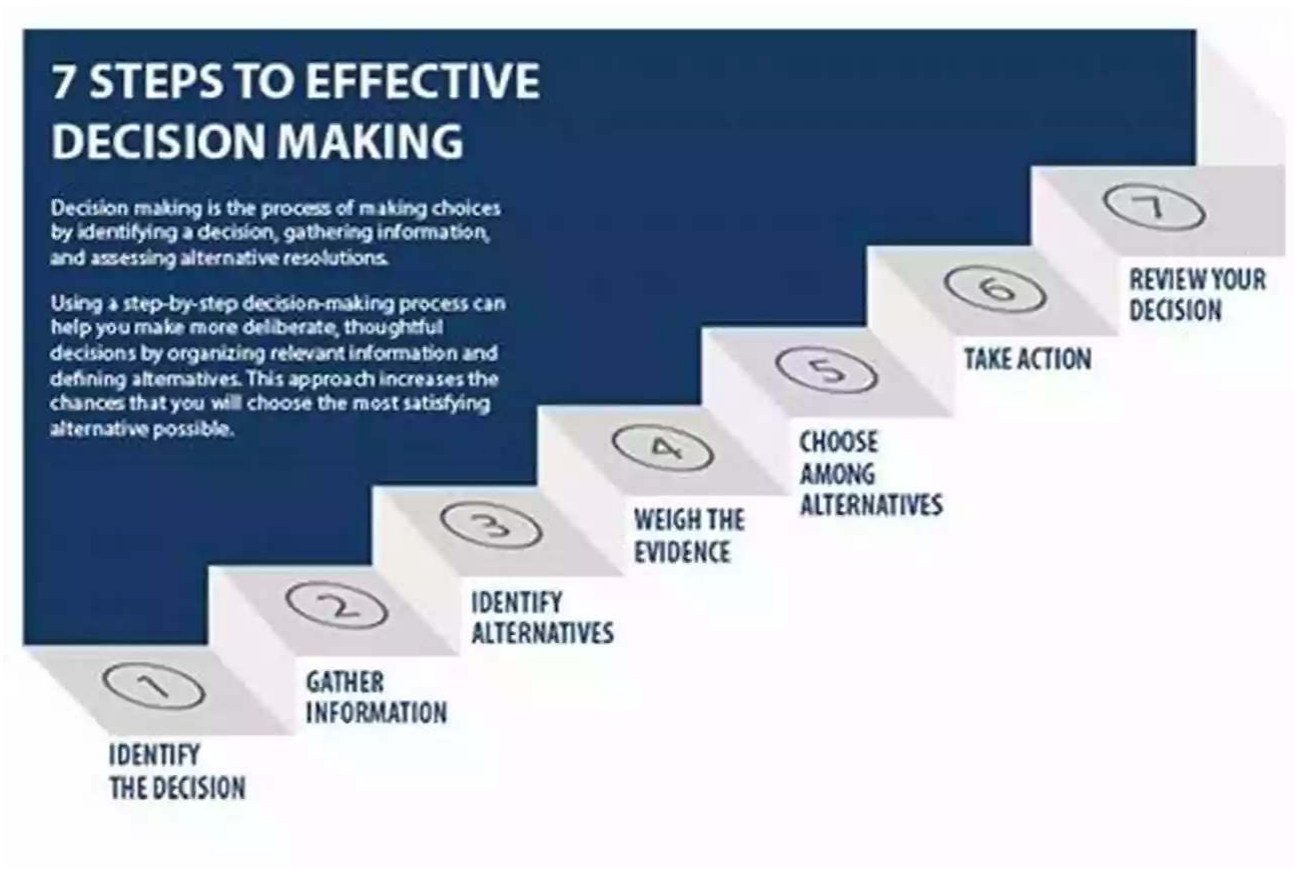 7 STEPS TO EFFECTIVE
DECISION MAKING
Decision making is the process of making choices
by identifying a decision, gathering information,
and assessing alternative resolutions.
Using a step-by-step decision-making process can
help you make more deliberate, thoughtful
decisions by organizing relevant information and
defining alternatives. This approach increases the
chances that you will choose the most satisfying
alternative possible.
1
IDENTIFY
THE DECISION
2
GATHER
INFORMATION
3
IDENTIFY
ALTERNATIVES
4
WEIGH THE
EVIDENCE
5
CHOOSE
AMONG
ALTERNATIVES
6
TAKE ACTION
7
REVIEW YOUR
DECISION